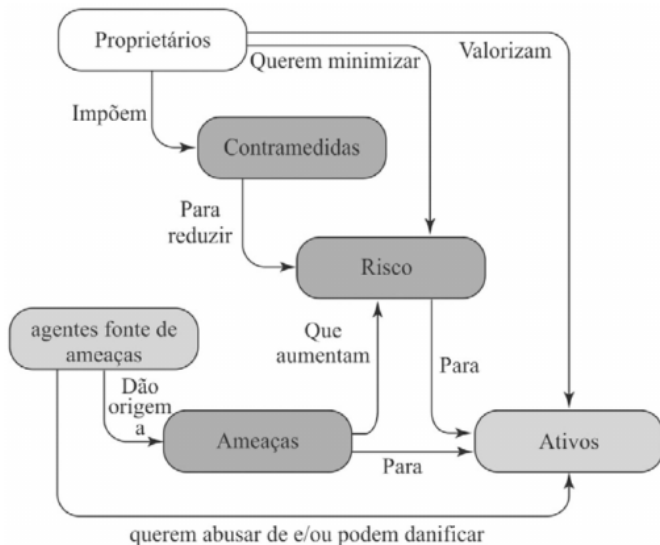 Proprietários
Valorizam
Querem minimizar
Impõem
Contramedidas
Para
reduzir
Risco
agentes fonte de
ameaças
Que
aumentam
Para
Dão
origem
a
Ameaças
Ativos
Para
querem abusar de e/ou podem danificar